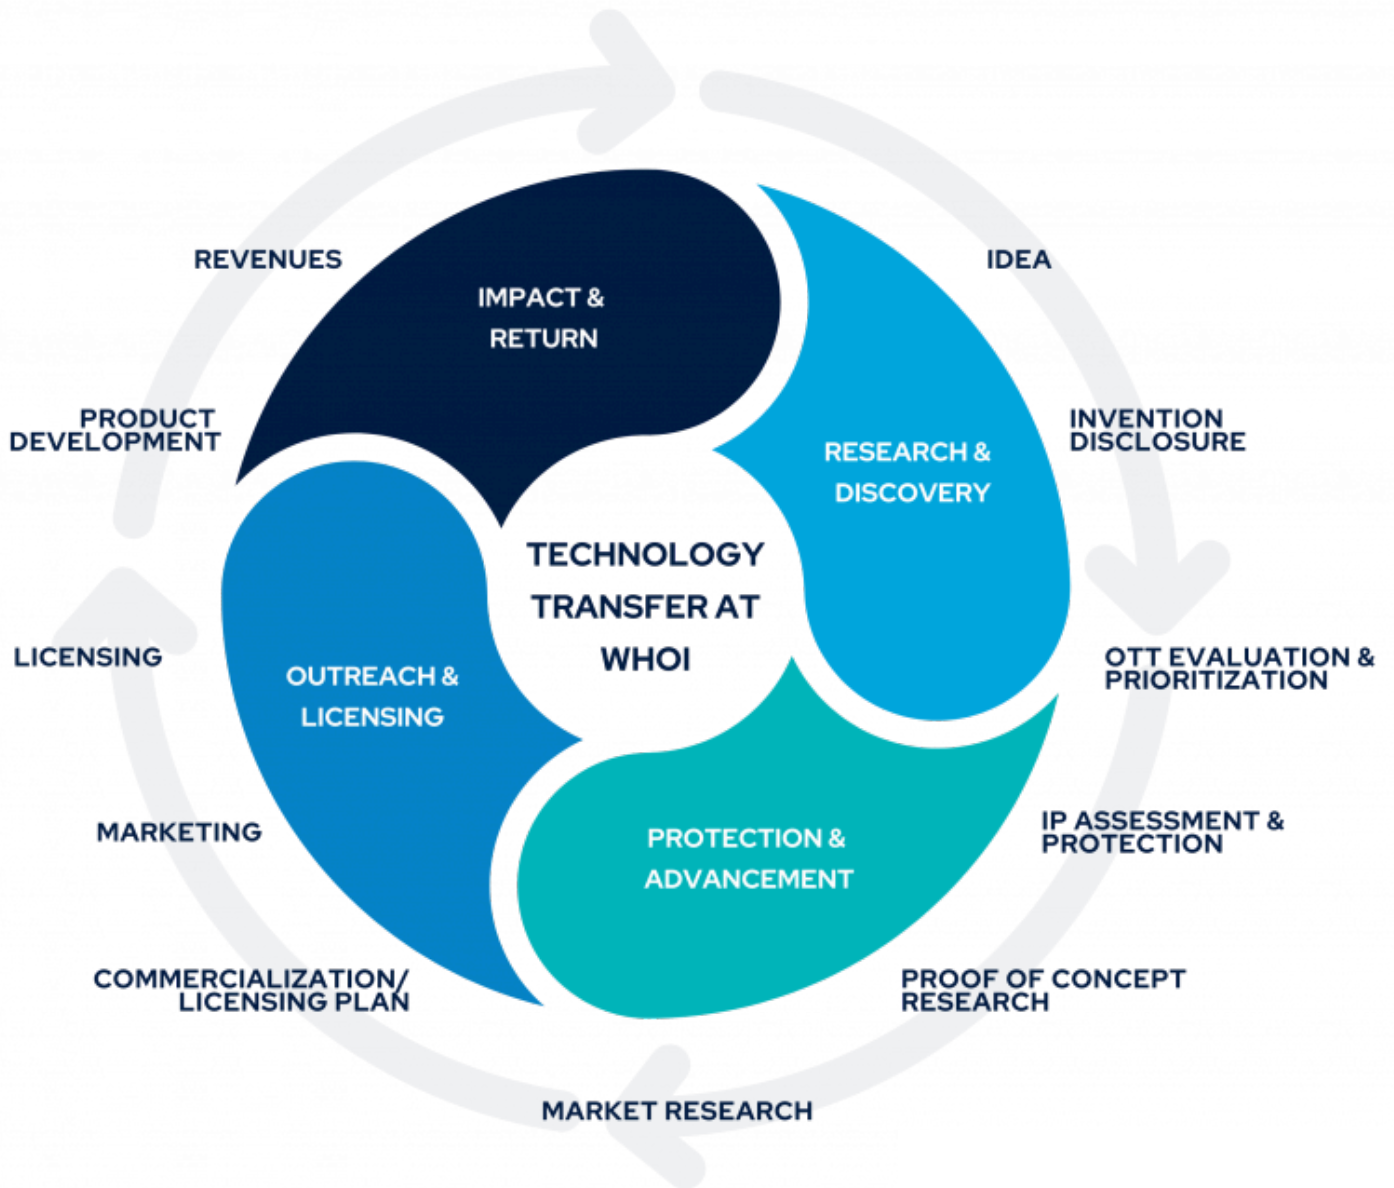 REVENUES
IDEA
IMPACT &
RETURN
PRODUCT
DEVELOPMENT
INVENTION
DISCLOSURE
RESEARCH &
DISCOVERY
TECHNOLOGY
TRANSFER AT
WHOI
LICENSING
OTT EVALUATION &
PRIORITIZATION
OUTREACH &
LICENSING
MARKETING
PROTECTION &
ADVANCEMENT
IP ASSESSMENT &
PROTECTION
COMMERCIALIZATION/
LICENSING PLAN
PROOF OF CONCEPT
RESEARCH
MARKET RESEARCH